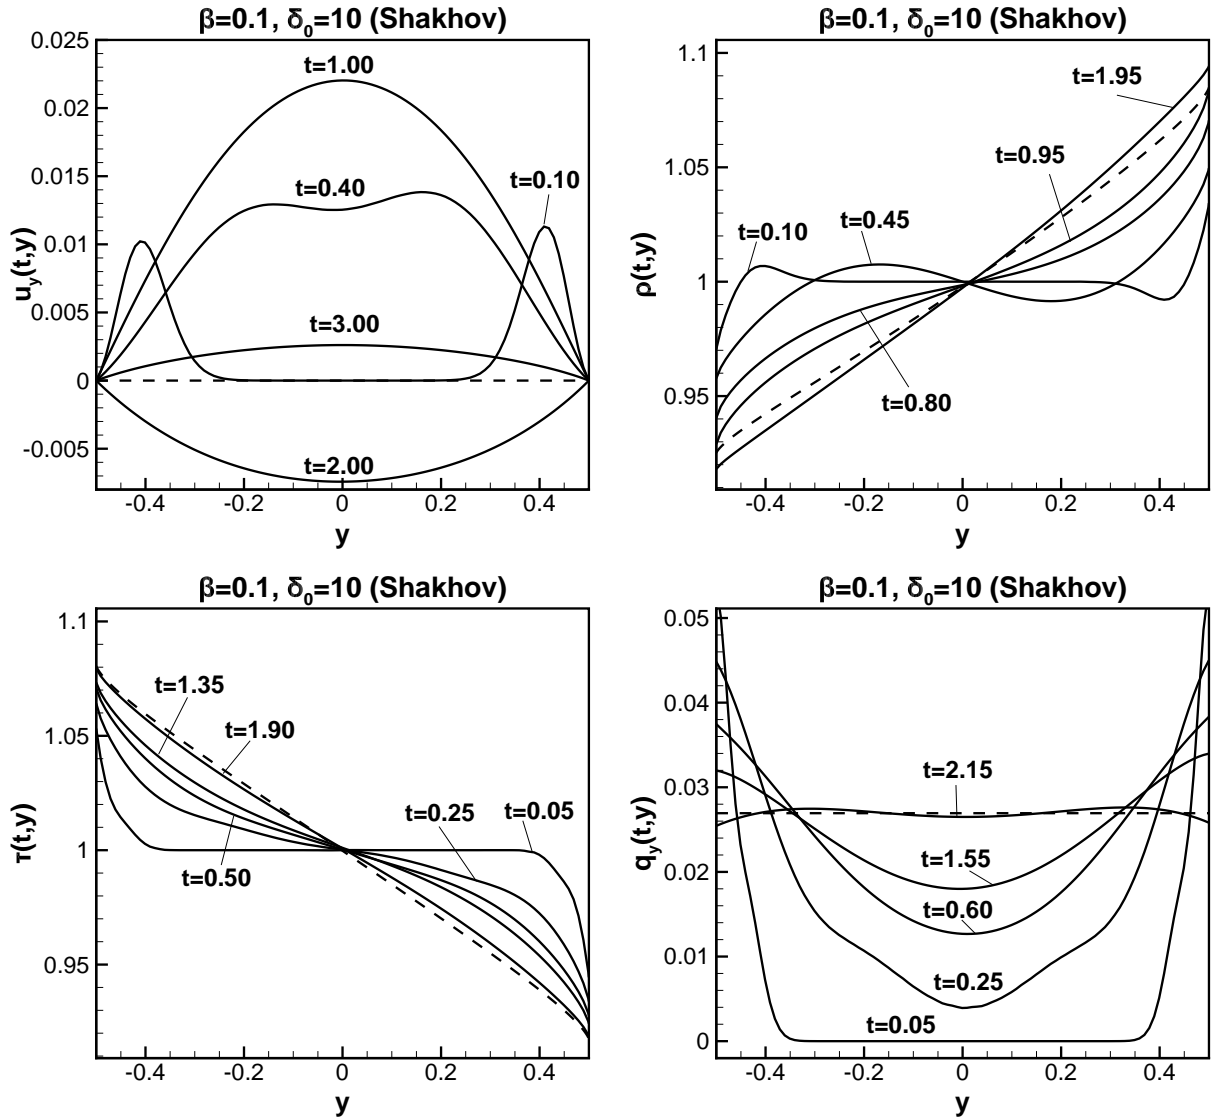 β=0.1, δ₀=10 (Shakhov)
0.025
0.02
0.015
0.01
0.005
0
-0.005
u_y(t,y)
t=1.00
t=0.10
t=0.40
t=3.00
t=2.00
-0.4 -0.2 0 0.2 0.4
y
β=0.1, δ₀=10 (Shakhov)
1.1
1.05
1
0.95
ρ(t,y)
t=1.95
t=0.95
t=0.45
t=0.10
t=0.80
-0.4 -0.2 0 0.2 0.4
y
β=0.1, δ₀=10 (Shakhov)
1.1
1.05
1
0.95
τ(t,y)
t=1.35
t=1.90
t=0.25
t=0.05
t=0.50
-0.4 -0.2 0 0.2 0.4
y
β=0.1, δ₀=10 (Shakhov)
0.05
0.04
0.03
0.02
0.01
0
q_y(t,y)
t=2.15
t=1.55
t=0.60
t=0.25
t=0.05
-0.4 -0.2 0 0.2 0.4
y